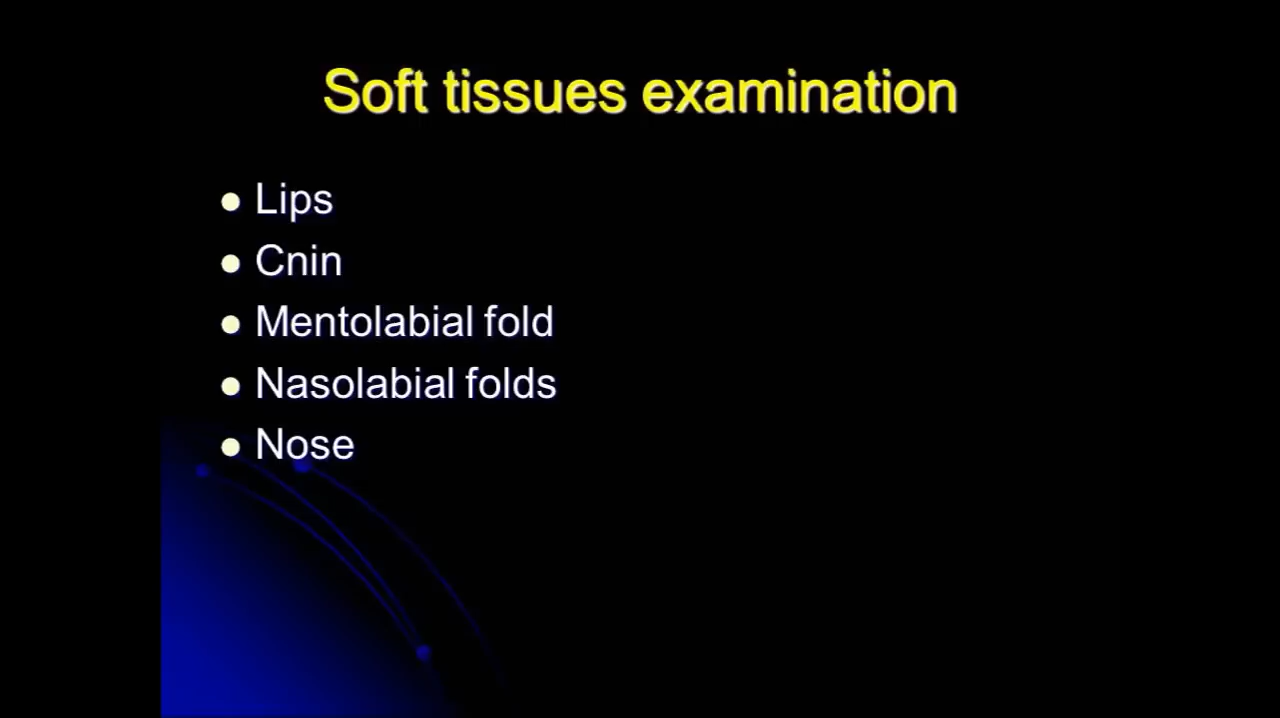 Soft tissues examination
● Lips
● Cnin
● Mentolabial fold
● Nasolabial folds
● Nose